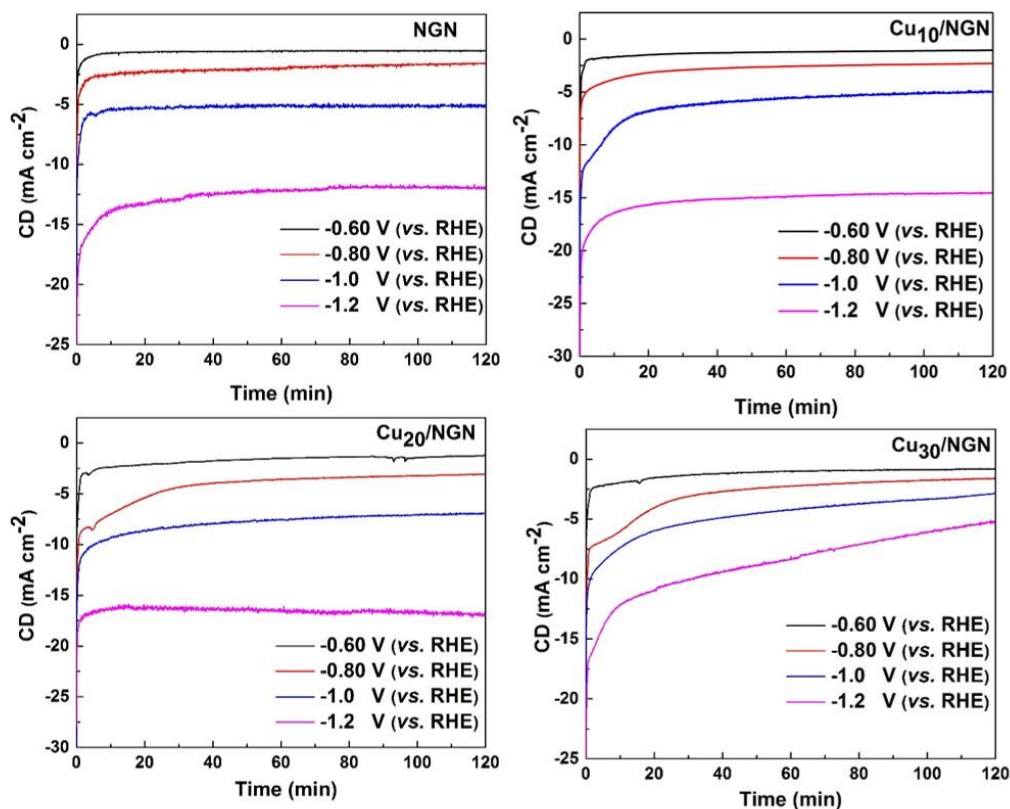 NGN
CD (mA cm-2)
0
-5
-10
-15
-20
-25
-0.60 V (vs. RHE)
-0.80 V (vs. RHE)
-1.0 V (vs. RHE)
-1.2 V (vs. RHE)
0 20 40 60 80 100 120
Time (min)
Cu10/NGN
CD (mA cm-2)
0
-5
-10
-15
-20
-25
-30
-0.60 V (vs. RHE)
-0.80 V (vs. RHE)
-1.0 V (vs. RHE)
-1.2 V (vs. RHE)
0 20 40 60 80 100 120
Time (min)
Cu20/NGN
CD (mA cm-2)
0
-5
-10
-15
-20
-25
-30
-0.60 V (vs. RHE)
-0.80 V (vs. RHE)
-1.0 V (vs. RHE)
-1.2 V (vs. RHE)
0 20 40 60 80 100 120
Time (min)
Cu30/NGN
CD (mA cm-2)
0
-5
-10
-15
-20
-25
-0.60 V (vs. RHE)
-0.80 V (vs. RHE)
-1.0 V (vs. RHE)
-1.2 V (vs. RHE)
0 20 40 60 80 100 120
Time (min)